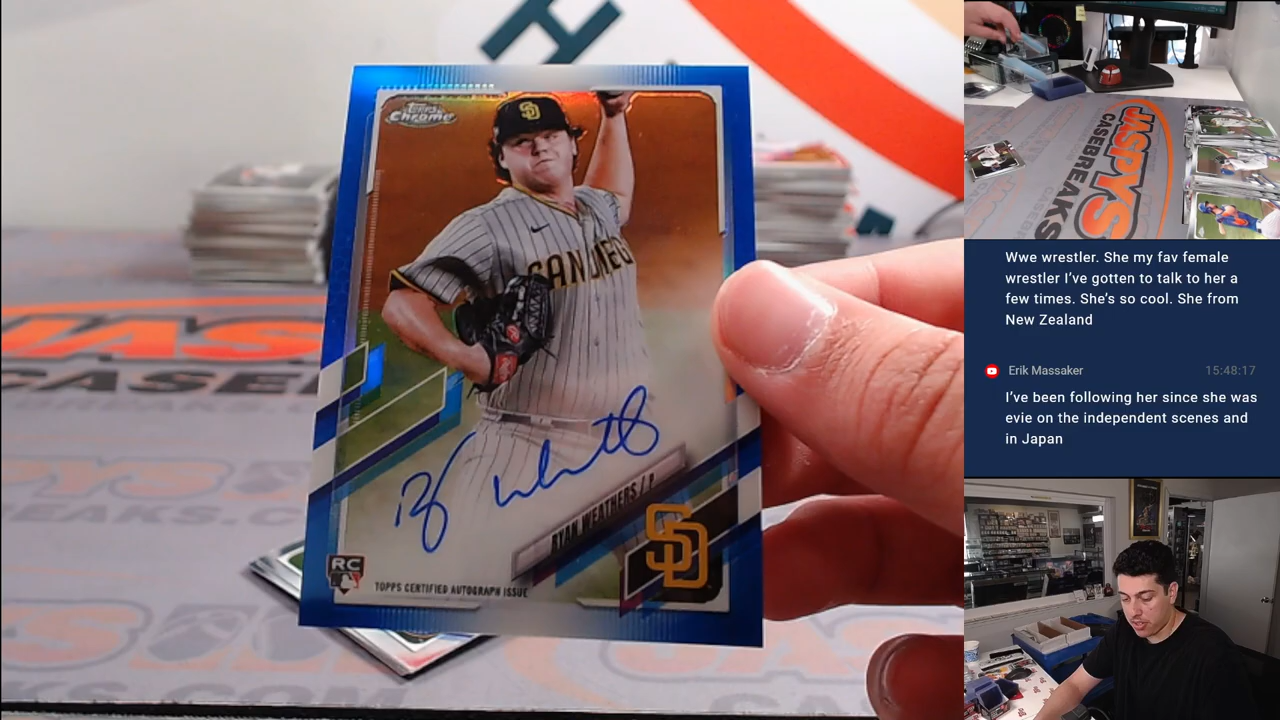 Topps
Chrome
SD
SAN DIEGO
RYAN WEATHERS / P
SD
RC
TOPPS CERTIFIED AUTOGRAPH ISSUE
JASPYS
CASEBREAKS
Wwe wrestler. She my fav female
wrestler I’ve gotten to talk to her a
few times. She’s so cool. She from
New Zealand
Erik Massaker 15:48:17
I’ve been following her since she was
evie on the independent scenes and
in Japan